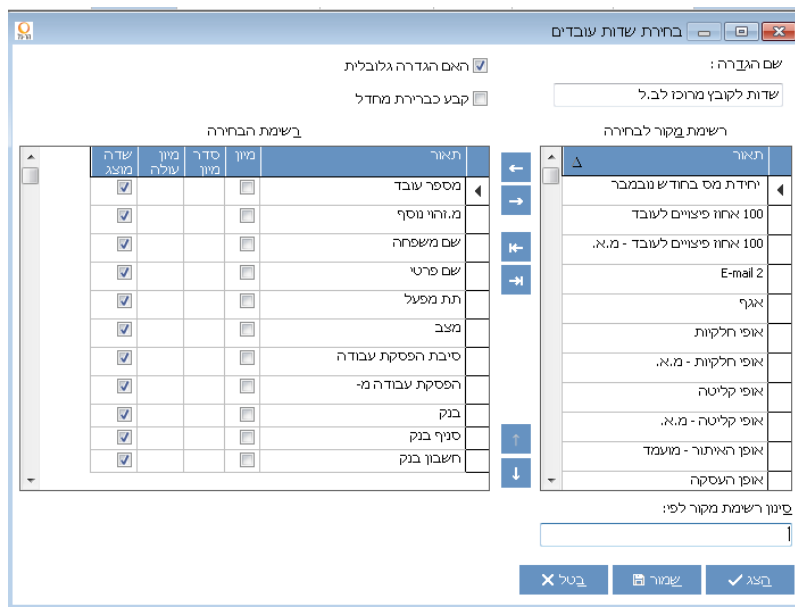 בחירת שדות עובדים
שם הגדרה :
שדות לקובץ מרוכז לב.ל
האם הגדרה גלובלית
קבע כברירת מחדל
רשימת מקור לבחירה
תאור
יחידת מס בחודש נובמבר
100 אחוז פיצויים לעובד
100 אחוז פיצויים לעובד - מ.א.
E-mail 2
אגף
אופי חלקיות
אופי חלקיות - מ.א.
אופי קליטה
אופי קליטה - מ.א.
אופן האיתור - מועמד
אופן העסקה
רשימת הבחירה
תאור מיון סדר מיון מיון עולה שדה מוצג
מספר עובד
מ.זהוי נוסף
שם משפחה
שם פרטי
תת מפעל
מצב
סיבת הפסקת עבודה
הפסקת עבודה מ-
בנק
סניף בנק
חשבון בנק
סינון רשימת מקור לפי:
הצג שמור בטל